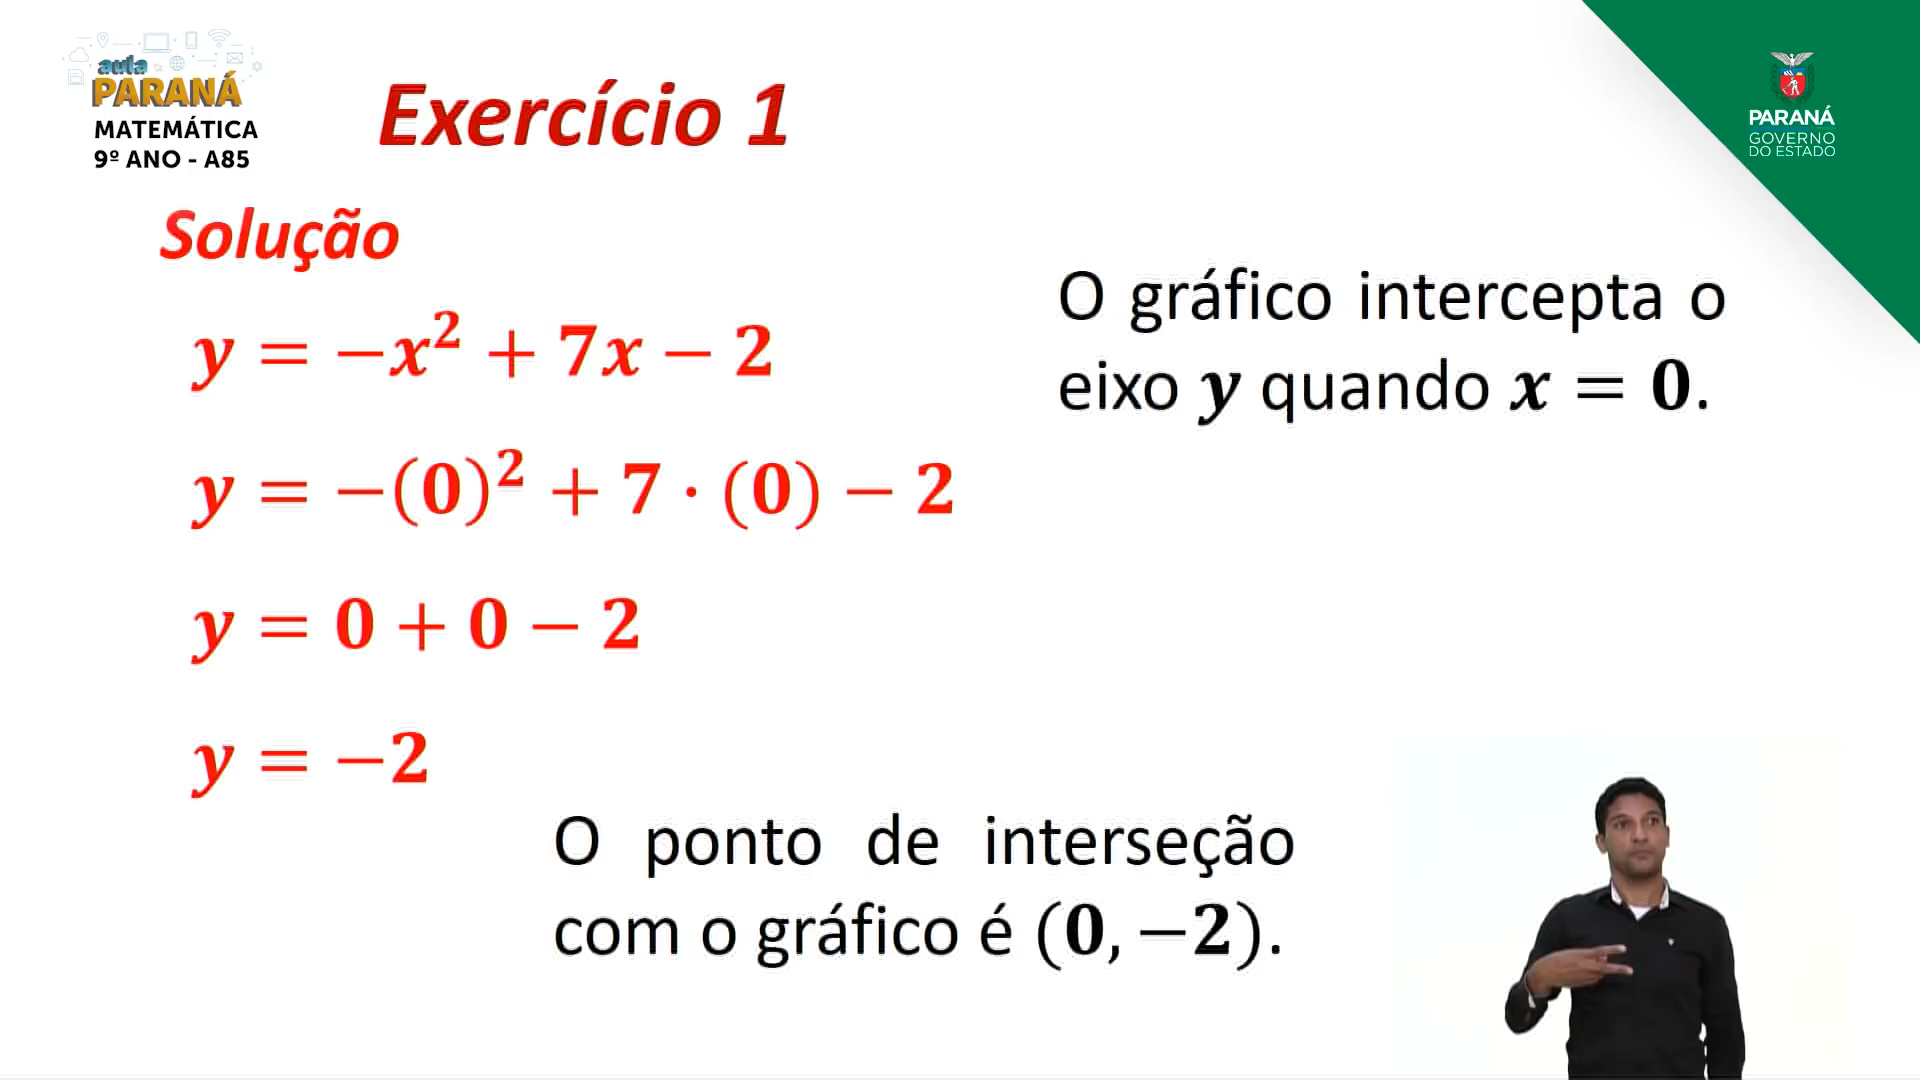 aula
PARANÁ
MATEMÁTICA
9º ANO - A85
Exercício 1
PARANÁ
GOVERNO
DO ESTADO
Solução
y = −x² + 7x − 2
y = −(0)² + 7 · (0) − 2
y = 0 + 0 − 2
y = −2
O gráfico intercepta o
eixo y quando x = 0.
O ponto de interseção
com o gráfico é (0, −2).